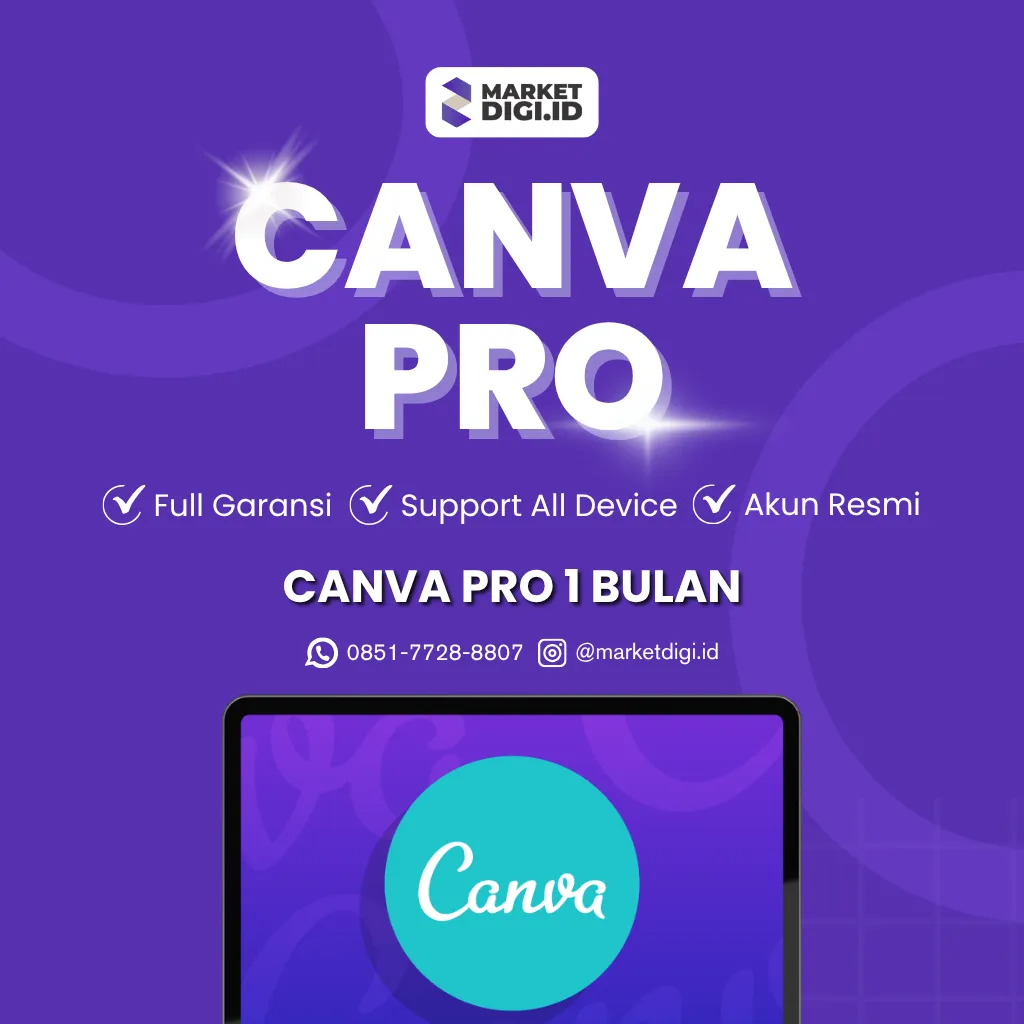 MARKET
DIGI.ID
CANVA
PRO
Full Garansi Support All Device Akun Resmi
CANVA PRO 1 BULAN
0851-7728-8807 @marketdigi.id
Canva